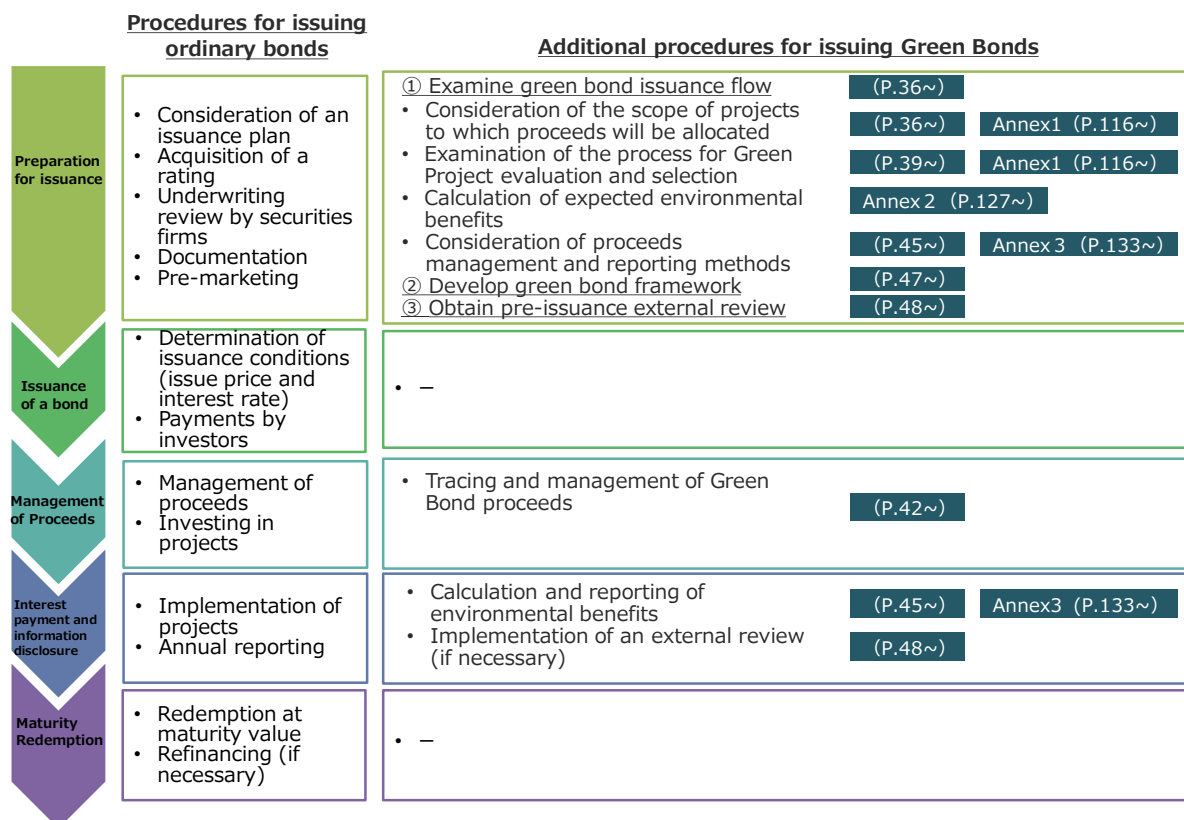 Procedures for issuing
ordinary bonds
Additional procedures for issuing Green Bonds
Preparation
for issuance
• Consideration of an
issuance plan
• Acquisition of a
rating
• Underwriting
review by securities
firms
• Documentation
• Pre-marketing
① Examine green bond issuance flow (P.36~)
• Consideration of the scope of projects
to which proceeds will be allocated (P.36~) Annex1 (P.116~)
• Examination of the process for Green
Project evaluation and selection (P.39~) Annex1 (P.116~)
• Calculation of expected environmental
benefits Annex 2 (P.127~)
• Consideration of proceeds
management and reporting methods (P.45~) Annex 3 (P.133~)
② Develop green bond framework (P.47~)
③ Obtain pre-issuance external review (P.48~)
Issuance
of a bond
• Determination of
issuance conditions
(issue price and
interest rate)
• Payments by
investors
• –
Management
of Proceeds
• Management of
proceeds
• Investing in
projects
• Tracing and management of Green
Bond proceeds (P.42~)
Interest
payment and
information
disclosure
• Implementation of
projects
• Annual reporting
• Calculation and reporting of
environmental benefits (P.45~) Annex3 (P.133~)
• Implementation of an external review
(if necessary) (P.48~)
Maturity
Redemption
• Redemption at
maturity value
• Refinancing (if
necessary)
• –